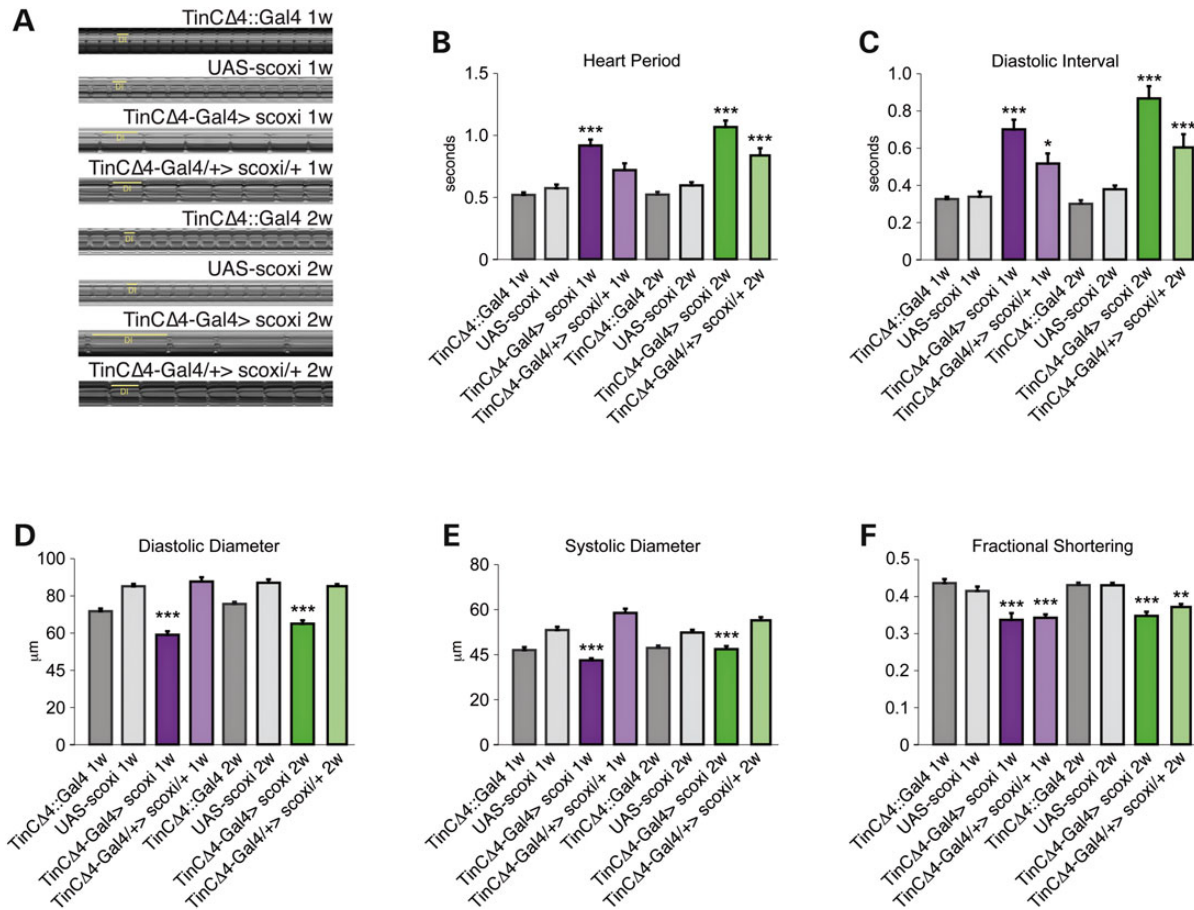 A
TinCΔ4::Gal4 1w
DI
UAS-scoxi 1w
DI
TinCΔ4-Gal4> scoxi 1w
DI
TinCΔ4-Gal4/+> scoxi/+ 1w
DI
TinCΔ4::Gal4 2w
DI
UAS-scoxi 2w
DI
TinCΔ4-Gal4> scoxi 2w
DI
TinCΔ4-Gal4/+> scoxi/+ 2w
DI
B
Heart Period
seconds
1.5
1.0
0.5
0
***
***
***
TinCΔ4::Gal4 1w
UAS-scoxi 1w
TinCΔ4-Gal4> scoxi 1w
TinCΔ4-Gal4/+> scoxi/+ 1w
TinCΔ4::Gal4 2w
UAS-scoxi 2w
TinCΔ4-Gal4> scoxi 2w
TinCΔ4-Gal4/+> scoxi/+ 2w
C
Diastolic Interval
seconds
1.0
0.8
0.6
0.4
0.2
0
***
*
***
***
TinCΔ4::Gal4 1w
UAS-scoxi 1w
TinCΔ4-Gal4> scoxi 1w
TinCΔ4-Gal4/+> scoxi/+ 1w
TinCΔ4::Gal4 2w
UAS-scoxi 2w
TinCΔ4-Gal4> scoxi 2w
TinCΔ4-Gal4/+> scoxi/+ 2w
D
Diastolic Diameter
µm
100
80
60
45
20
0
***
***
TinCΔ4::Gal4 1w
UAS-scoxi 1w
TinCΔ4-Gal4> scoxi 1w
TinCΔ4-Gal4/+> scoxi/+ 1w
TinCΔ4::Gal4 2w
UAS-scoxi 2w
TinCΔ4-Gal4> scoxi 2w
TinCΔ4-Gal4/+> scoxi/+ 2w
E
Systolic Diameter
µm
80
60
45
20
0
***
***
TinCΔ4::Gal4 1w
UAS-scoxi 1w
TinCΔ4-Gal4> scoxi 1w
TinCΔ4-Gal4/+> scoxi/+ 1w
TinCΔ4::Gal4 2w
UAS-scoxi 2w
TinCΔ4-Gal4> scoxi 2w
TinCΔ4-Gal4/+> scoxi/+ 2w
F
Fractional Shortering
0.5
0.4
0.3
0.2
0.1
0
***
***
***
**
TinCΔ4::Gal4 1w
UAS-scoxi 1w
TinCΔ4-Gal4> scoxi 1w
TinCΔ4-Gal4/+> scoxi/+ 1w
TinCΔ4::Gal4 2w
UAS-scoxi 2w
TinCΔ4-Gal4> scoxi 2w
TinCΔ4-Gal4/+> scoxi/+ 2w